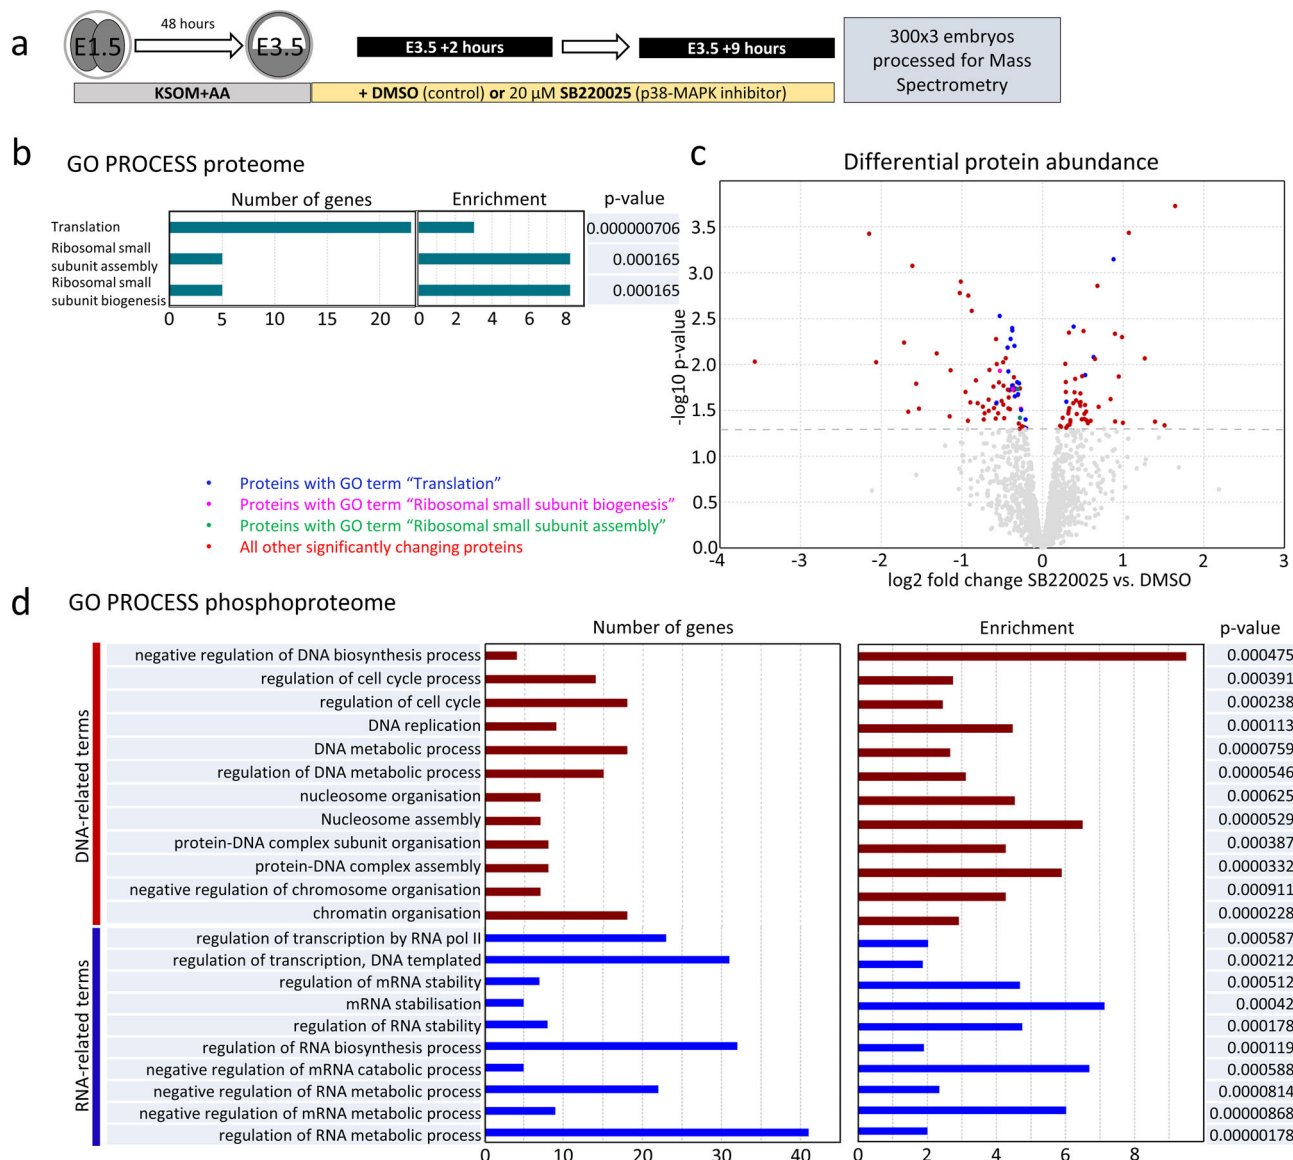 a
E1.5
48 hours
E3.5
KSOM+AA
E3.5 +2 hours
E3.5 +9 hours
+ DMSO (control) or 20 µM SB220025 (p38-MAPK inhibitor)
300x3 embryos
processed for Mass
Spectrometry
b
GO PROCESS proteome
Number of genes
Enrichment
p-value
Translation
0.000000706
Ribosomal small
subunit assembly
0.000165
Ribosomal small
subunit biogenesis
0.000165
0 5 10 15 20
0 2 4 6 8
• Proteins with GO term “Translation”
• Proteins with GO term “Ribosomal small subunit biogenesis”
• Proteins with GO term “Ribosomal small subunit assembly”
• All other significantly changing proteins
c
Differential protein abundance
-log10 p-value
3.5
3.0
2.5
2.0
1.5
1.0
0.5
0.0
-4 -3 -2 -1 0 1 2 3
log2 fold change SB220025 vs. DMSO
d
GO PROCESS phosphoproteome
Number of genes
Enrichment
p-value
DNA-related terms
negative regulation of DNA biosynthesis process 0.000475
regulation of cell cycle process 0.000391
regulation of cell cycle 0.000238
DNA replication 0.000113
DNA metabolic process 0.0000759
regulation of DNA metabolic process 0.0000546
nucleosome organisation 0.000625
Nucleosome assembly 0.0000529
protein-DNA complex subunit organisation 0.000387
protein-DNA complex assembly 0.0000332
negative regulation of chromosome organisation 0.000911
chromatin organisation 0.0000228
RNA-related terms
regulation of transcription by RNA pol II 0.000587
regulation of transcription, DNA templated 0.000212
regulation of mRNA stability 0.000512
mRNA stabilisation 0.00042
regulation of RNA stability 0.000178
regulation of RNA biosynthesis process 0.000119
negative regulation of mRNA catabolic process 0.000588
negative regulation of RNA metabolic process 0.0000814
negative regulation of mRNA metabolic process 0.00000868
regulation of RNA metabolic process 0.00000178
0 10 20 30 40
0 2 4 6 8